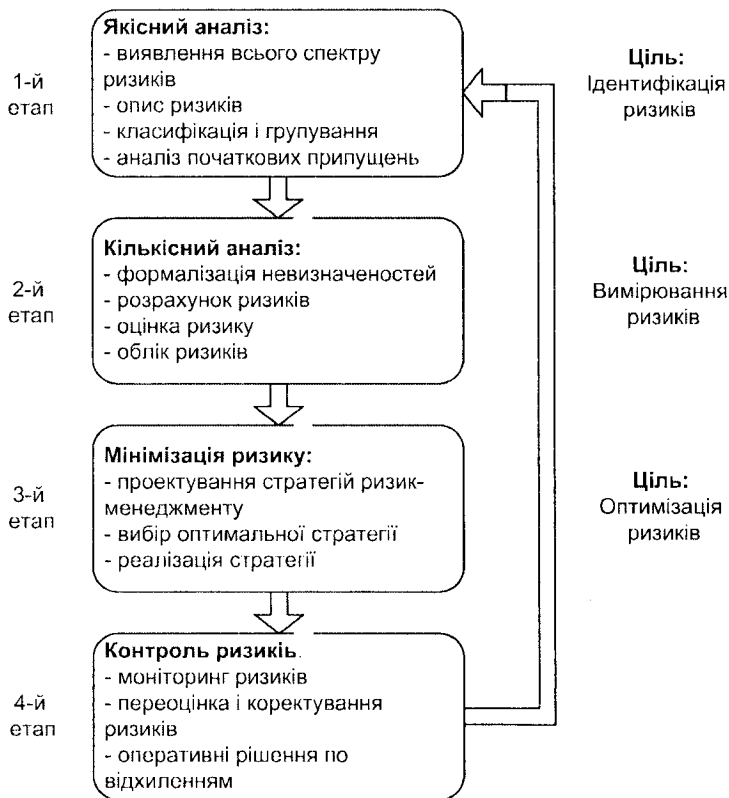 Якісний аналіз:
- виявлення всього спектру
ризиків
- опис ризиків
- класифікація і групування
- аналіз початкових припущень
1-й
етап
Ціль:
Ідентифікація
ризиків
Кількісний аналіз:
- формалізація невизначеностей
- розрахунок ризиків
- оцінка ризику
- облік ризиків
2-й
етап
Ціль:
Вимірювання
ризиків
Мінімізація ризику:
- проектування стратегій ризик-
менеджменту
- вибір оптимальної стратегії
- реалізація стратегії
3-й
етап
Ціль:
Оптимізація
ризиків
Контроль ризиків.
- моніторинг ризиків
- переоцінка і коректування
ризиків
- оперативні рішення по
відхиленням
4-й
етап